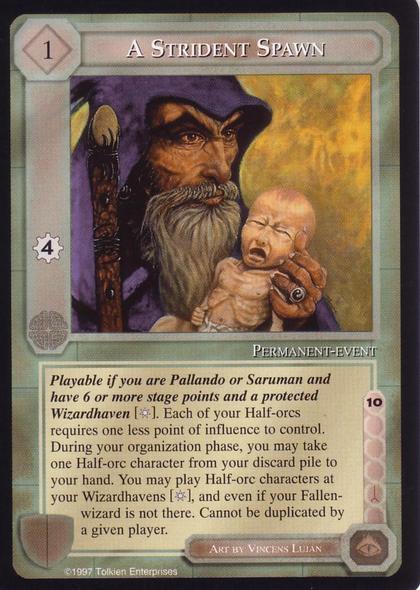 1
A Strident Spawn
4
Permanent-event
Playable if you are Pallando or Saruman and
have 6 or more stage points and a protected
Wizardhaven [☼]. Each of your Half-orcs
requires one less point of influence to control.
During your organization phase, you may take
one Half-orc character from your discard pile to
your hand. You may play Half-orc characters at
your Wizardhavens [☼], and even if your Fallen-
wizard is not there. Cannot be duplicated by
a given player.
10
Art by Vincens Luján
©1997 Tolkien Enterprises